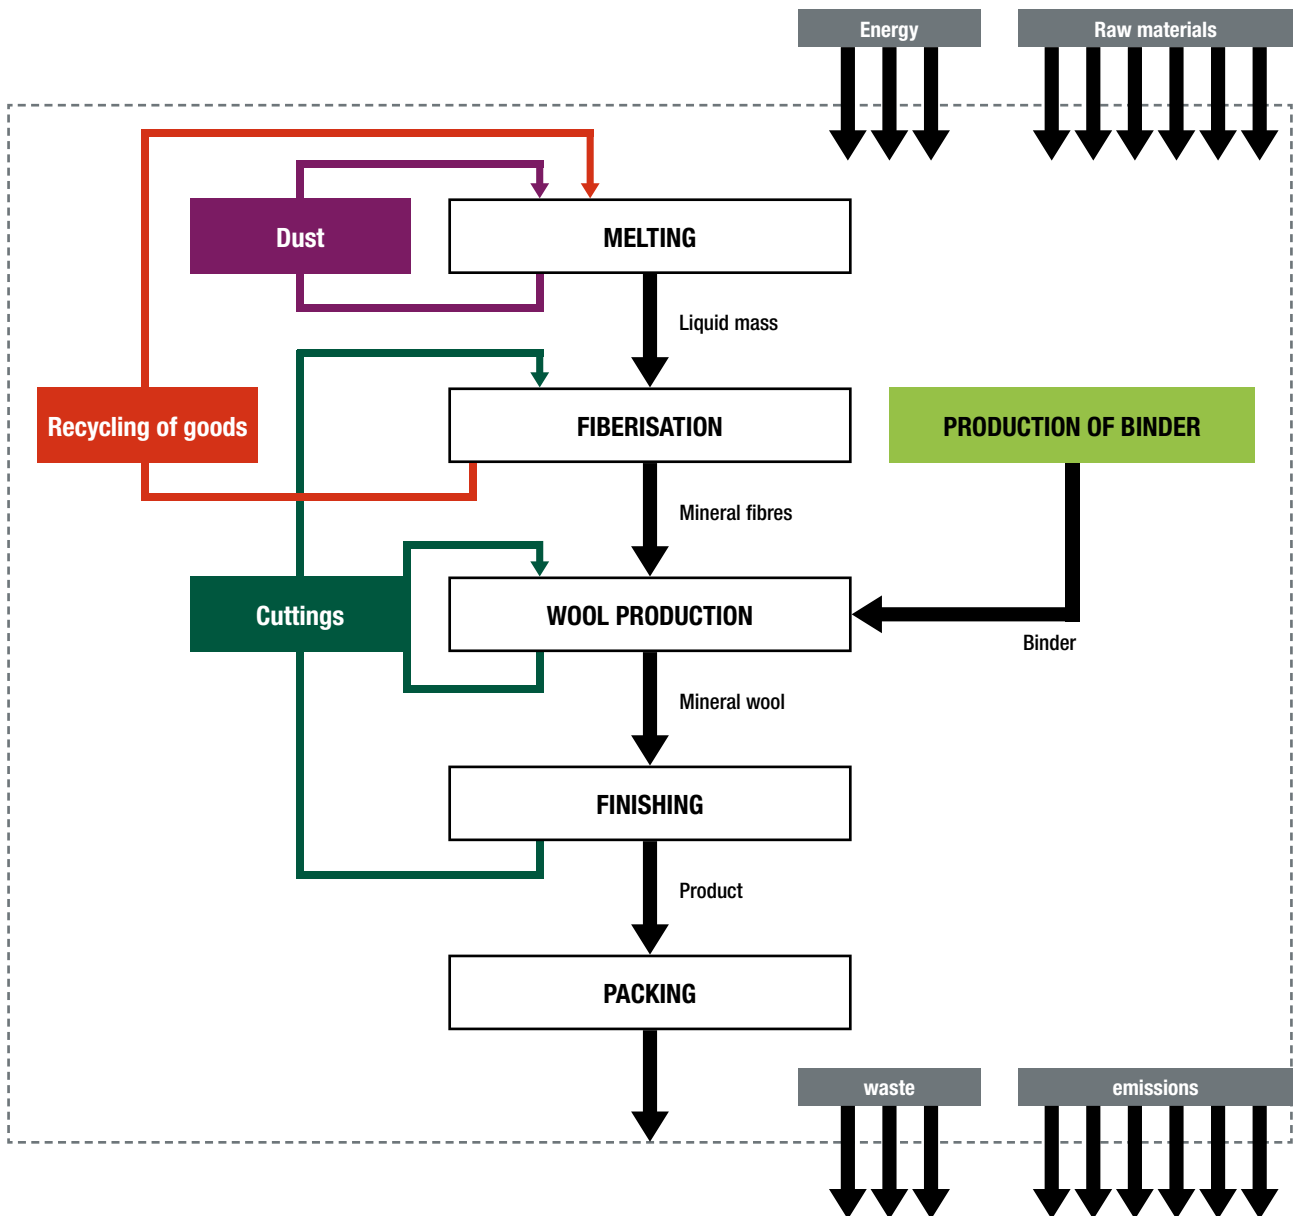 Energy
Raw materials
Dust
MELTING
Liquid mass
Recycling of goods
FIBERISATION
PRODUCTION OF BINDER
Mineral fibres
Cuttings
WOOL PRODUCTION
Binder
Mineral wool
FINISHING
Product
PACKING
waste
emissions